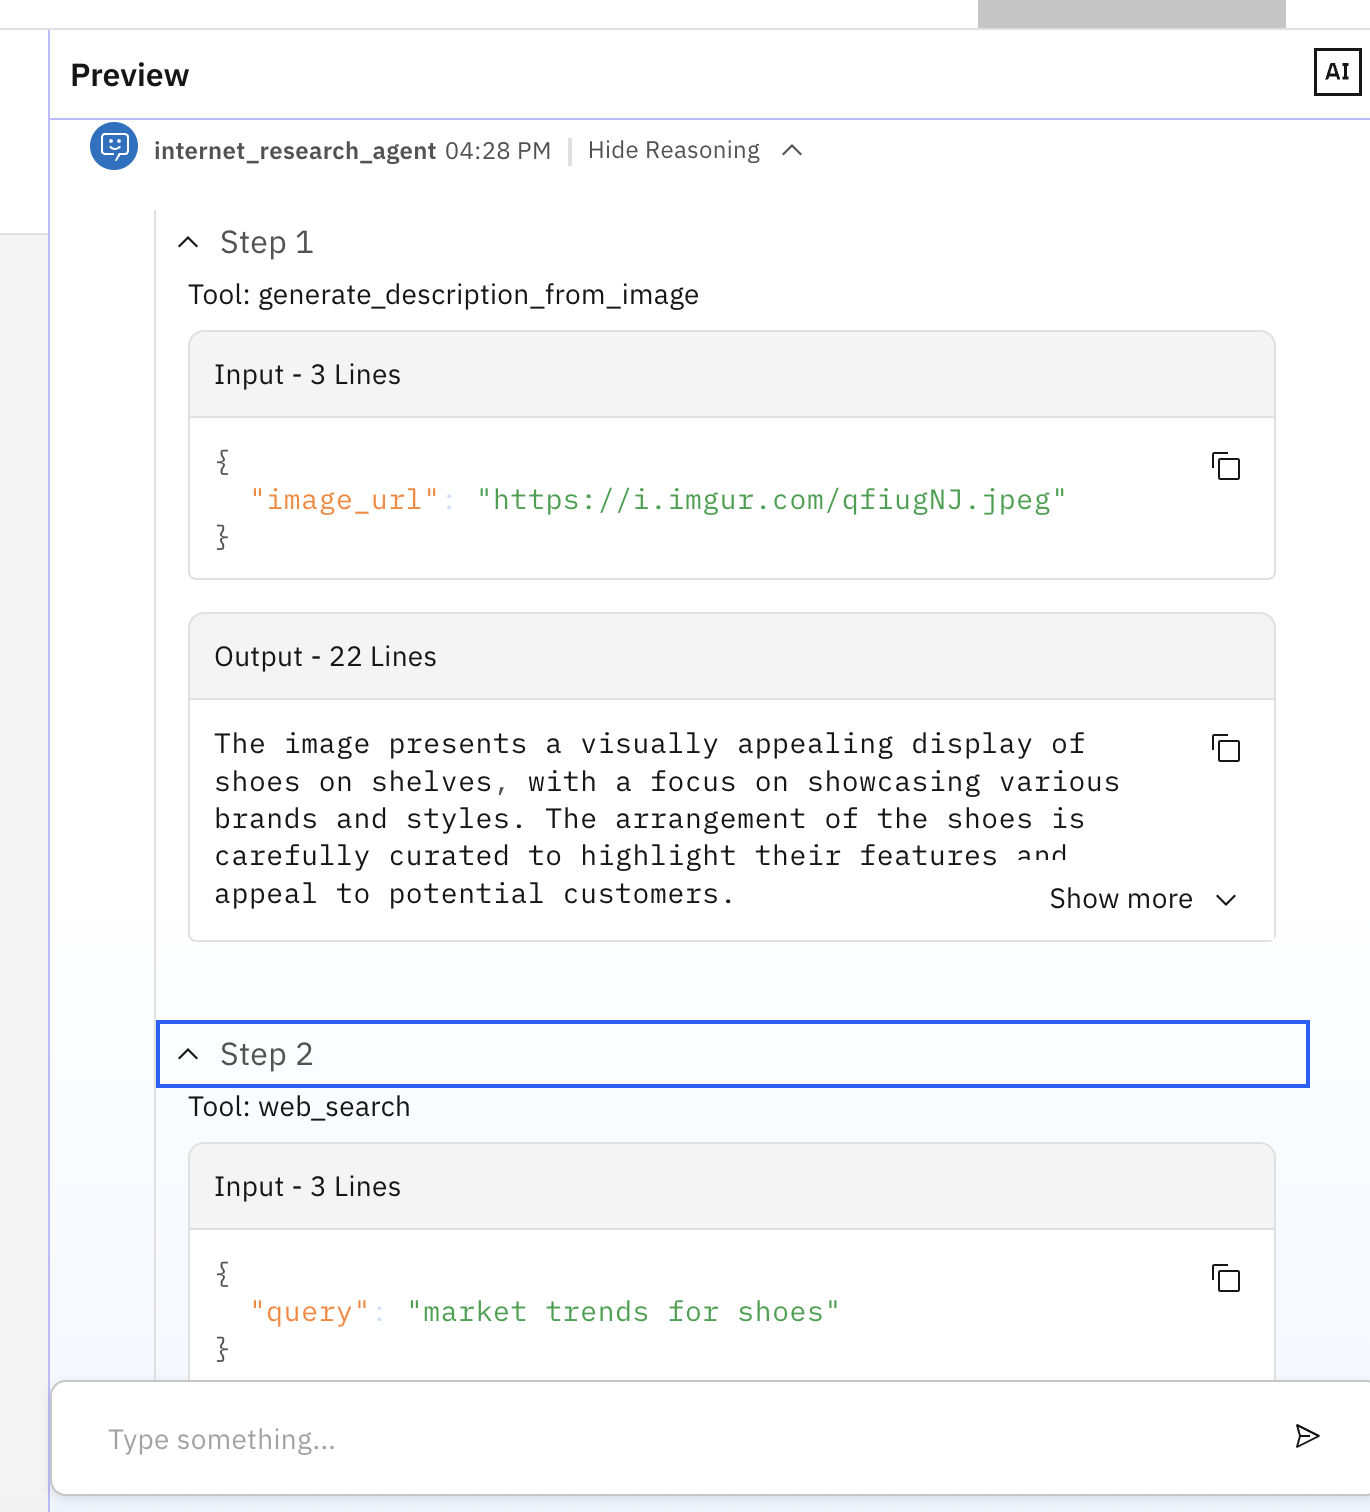 Preview
AI
internet_research_agent 04:28 PM | Hide Reasoning
Step 1
Tool: generate_description_from_image
Input - 3 Lines
{
"image_url": "https://i.imgur.com/qfiugNJ.jpeg"
}
Output - 22 Lines
The image presents a visually appealing display of
shoes on shelves, with a focus on showcasing various
brands and styles. The arrangement of the shoes is
carefully curated to highlight their features and
appeal to potential customers.
Show more
Step 2
Tool: web_search
Input - 3 Lines
{
"query": "market trends for shoes"
}
Type something...